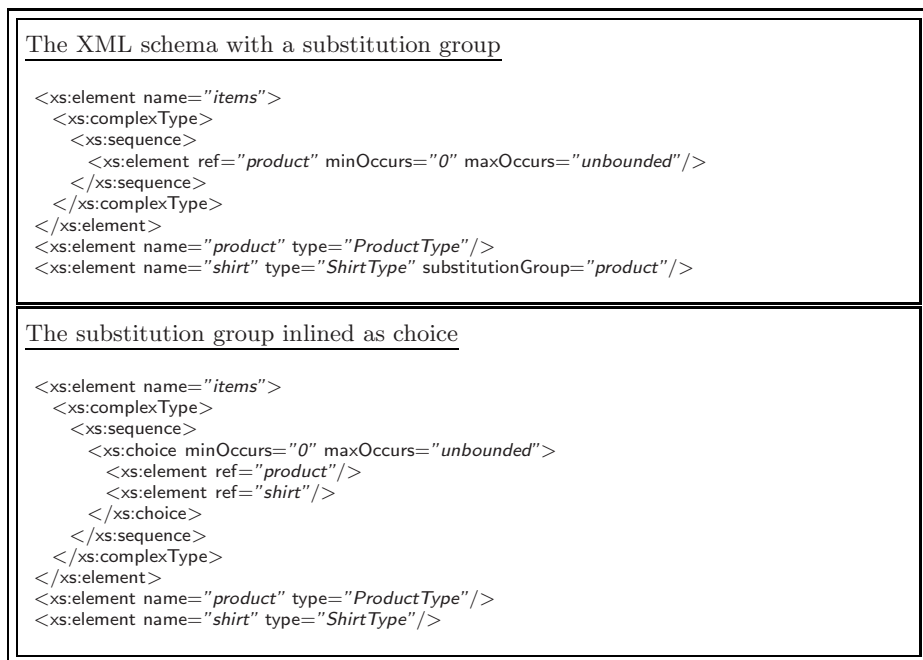 The XML schema with a substitution group
<xs:element name="items">
<xs:complexType>
<xs:sequence>
<xs:element ref="product" minOccurs="0" maxOccurs="unbounded"/>
</xs:sequence>
</xs:complexType>
</xs:element>
<xs:element name="product" type="ProductType"/>
<xs:element name="shirt" type="ShirtType" substitutionGroup="product"/>
The substitution group inlined as choice
<xs:element name="items">
<xs:complexType>
<xs:sequence>
<xs:choice minOccurs="0" maxOccurs="unbounded">
<xs:element ref="product"/>
<xs:element ref="shirt"/>
</xs:choice>
</xs:sequence>
</xs:complexType>
</xs:element>
<xs:element name="product" type="ProductType"/>
<xs:element name="shirt" type="ShirtType"/>